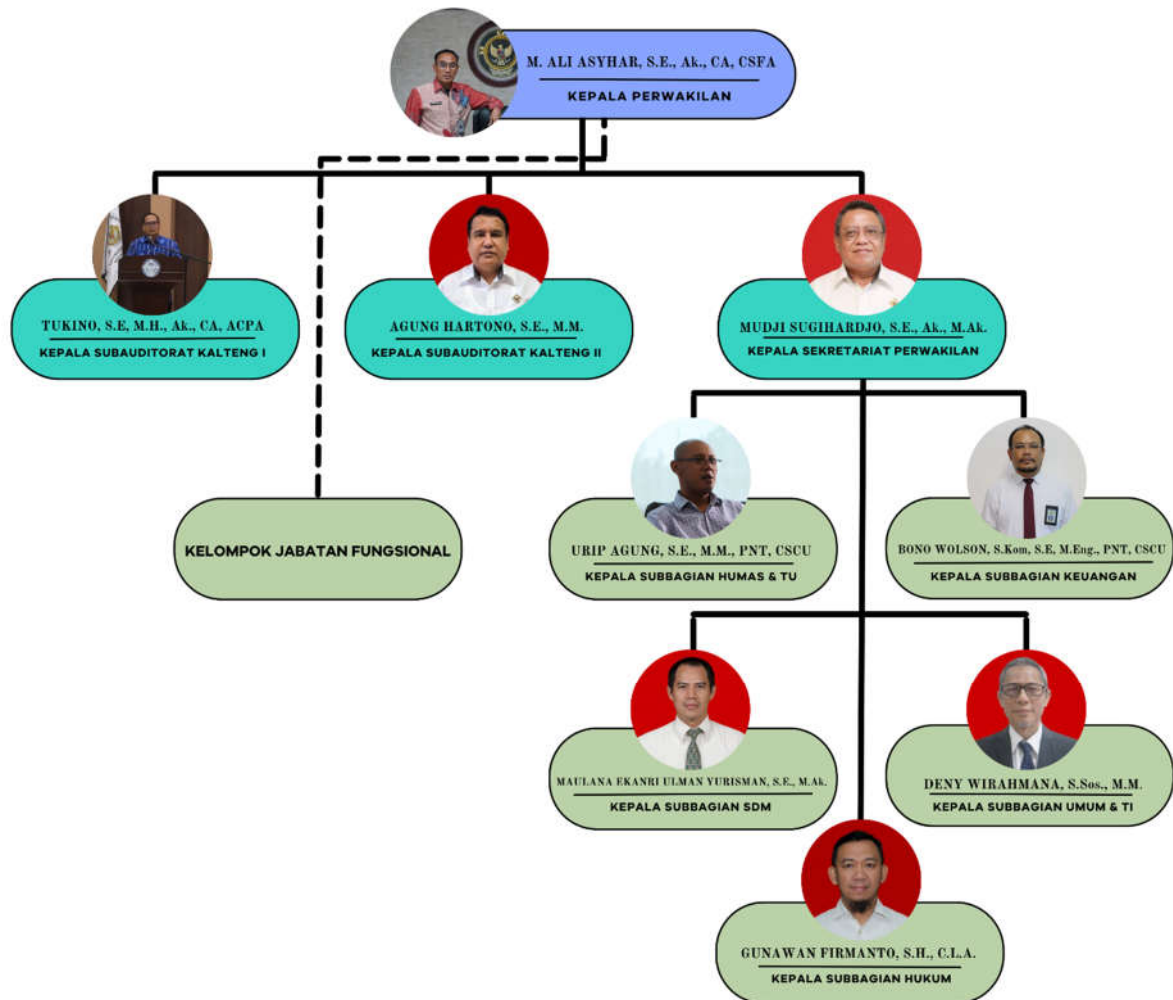 M. ALI ASYHAR, S.E., Ak., CA, CSFA
KEPALA PERWAKILAN
TUKINO, S.E, M.H., Ak., CA, ACPA
KEPALA SUBAUDITORAT KALTENG I
AGUNG HARTONO, S.E., M.M.
KEPALA SUBAUDITORAT KALTENG II
MUDJI SUGIHARDJO, S.E., Ak., M.Ak.
KEPALA SEKRETARIAT PERWAKILAN
KELOMPOK JABATAN FUNGSIONAL
URIP AGUNG, S.E., M.M., PNT, CSCU
KEPALA SUBBAGIAN HUMAS & TU
BONO WOLSON, S.Kom, S.E, M.Eng., PNT, CSCU
KEPALA SUBBAGIAN KEUANGAN
MAULANA EKANRI ULMAN YURISMAN, S.E., M.Ak.
KEPALA SUBBAGIAN SDM
DENY WIRAHMANA, S.Sos., M.M.
KEPALA SUBBAGIAN UMUM & TI
GUNAWAN FIRMANTO, S.H., C.L.A.
KEPALA SUBBAGIAN HUKUM